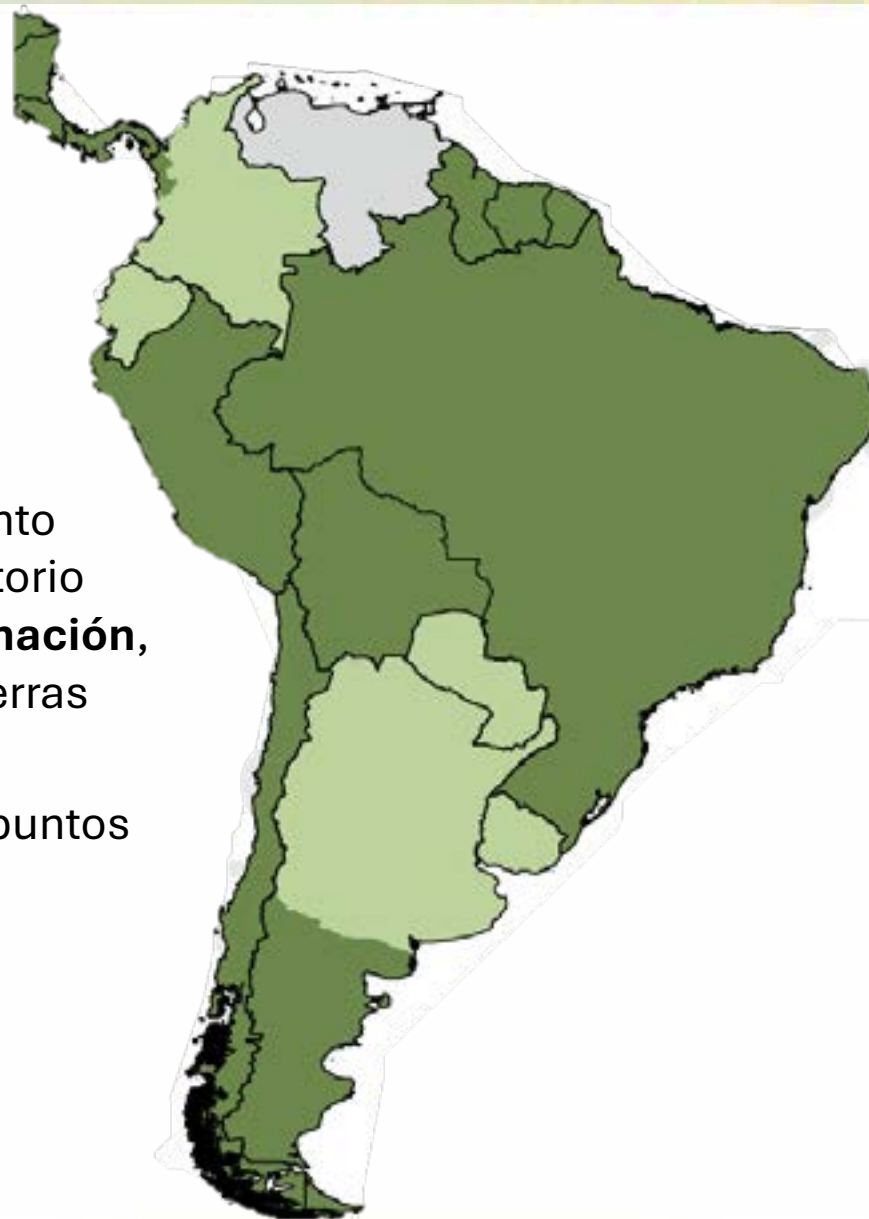 nto
torio
nación,
erras
puntos